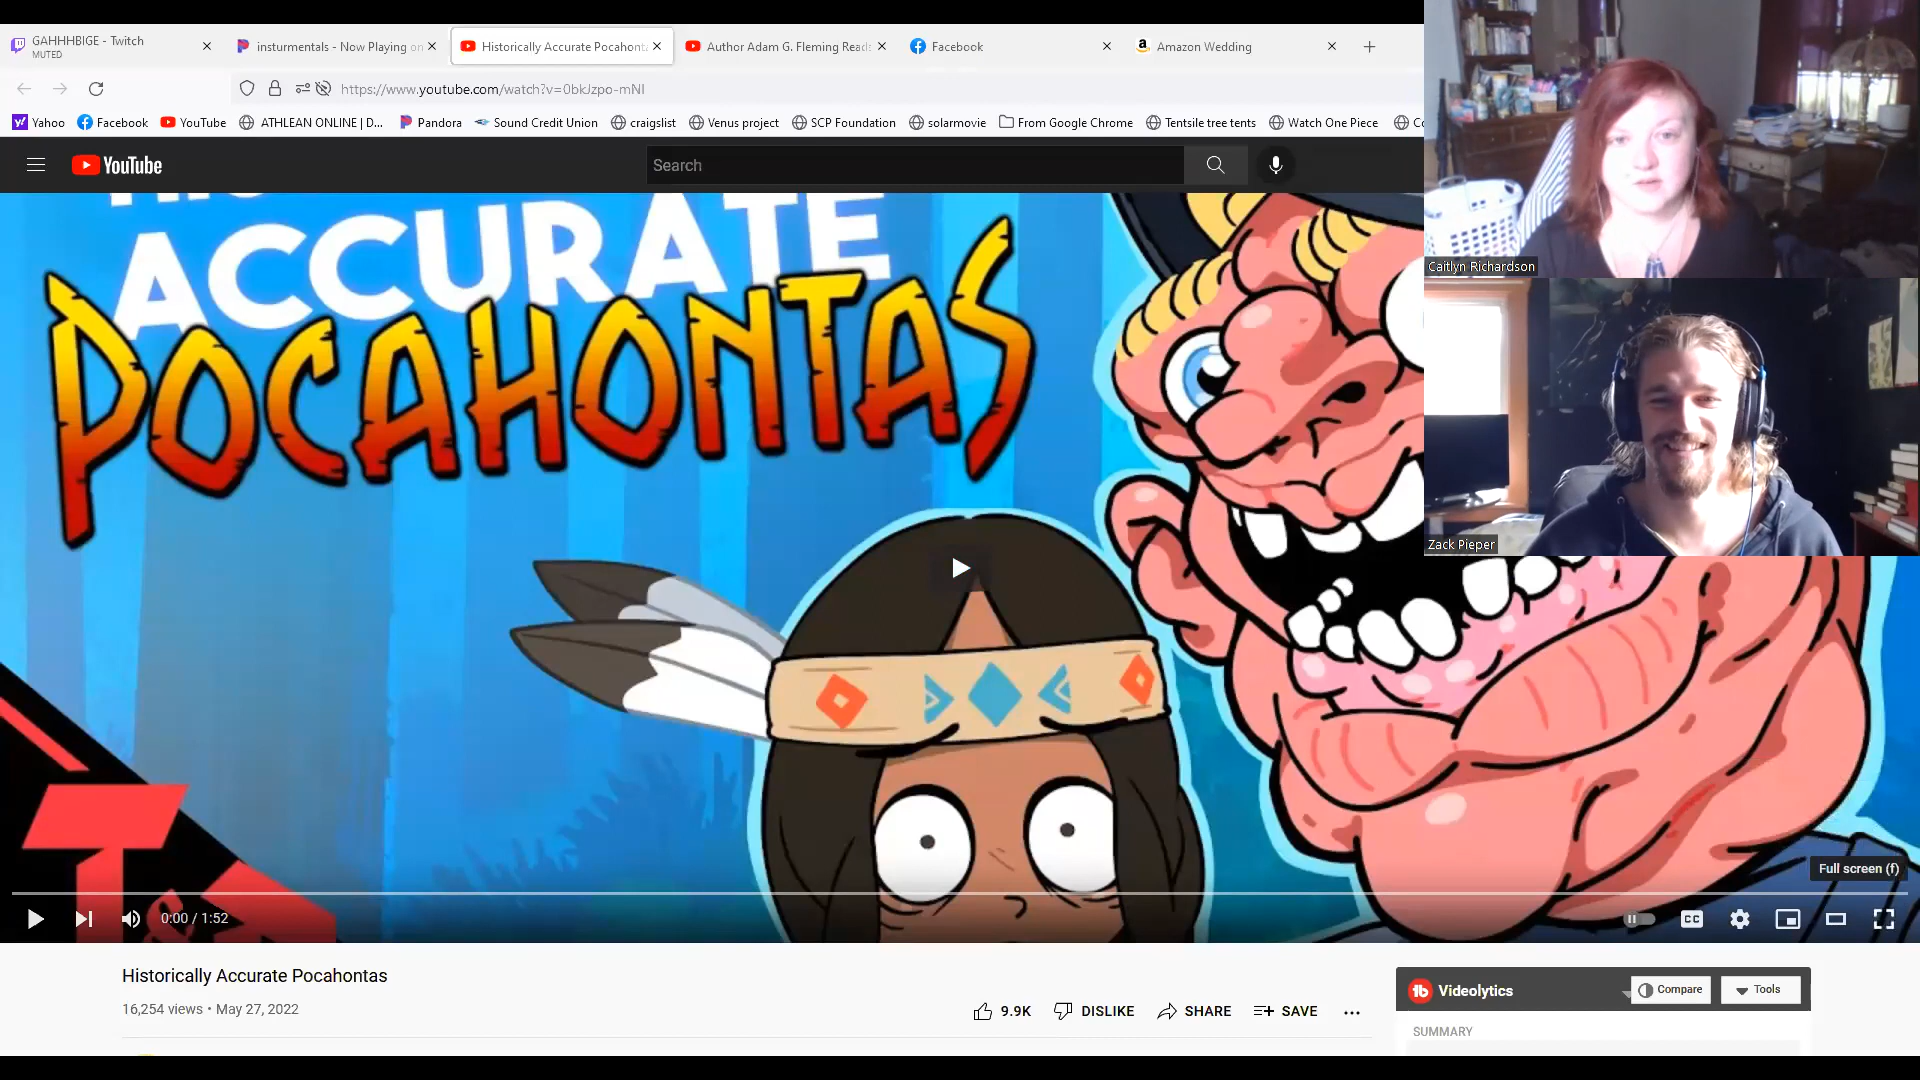 GAHHHBIGE - Twitch
MUTED
insturmentals - Now Playing on
Historically Accurate Pocahont
Author Adam G. Fleming Reads
Facebook
Amazon Wedding
https://www.youtube.com/watch?v=0bkJzpo-mNI
Yahoo
Facebook
YouTube
ATHLEAN ONLINE | D...
Pandora
Sound Credit Union
craigslist
Venus project
SCP Foundation
solarmovie
From Google Chrome
Tentsile tree tents
Watch One Piece
YouTube
Search
ACCURATE
POCAHONTAS
Caitlyn Richardson
Zack Pieper
Full screen (f)
0:00 / 1:52
CC
Historically Accurate Pocahontas
16,254 views • May 27, 2022
9.9K
DISLIKE
SHARE
SAVE
...
Videolytics
Compare
Tools
SUMMARY